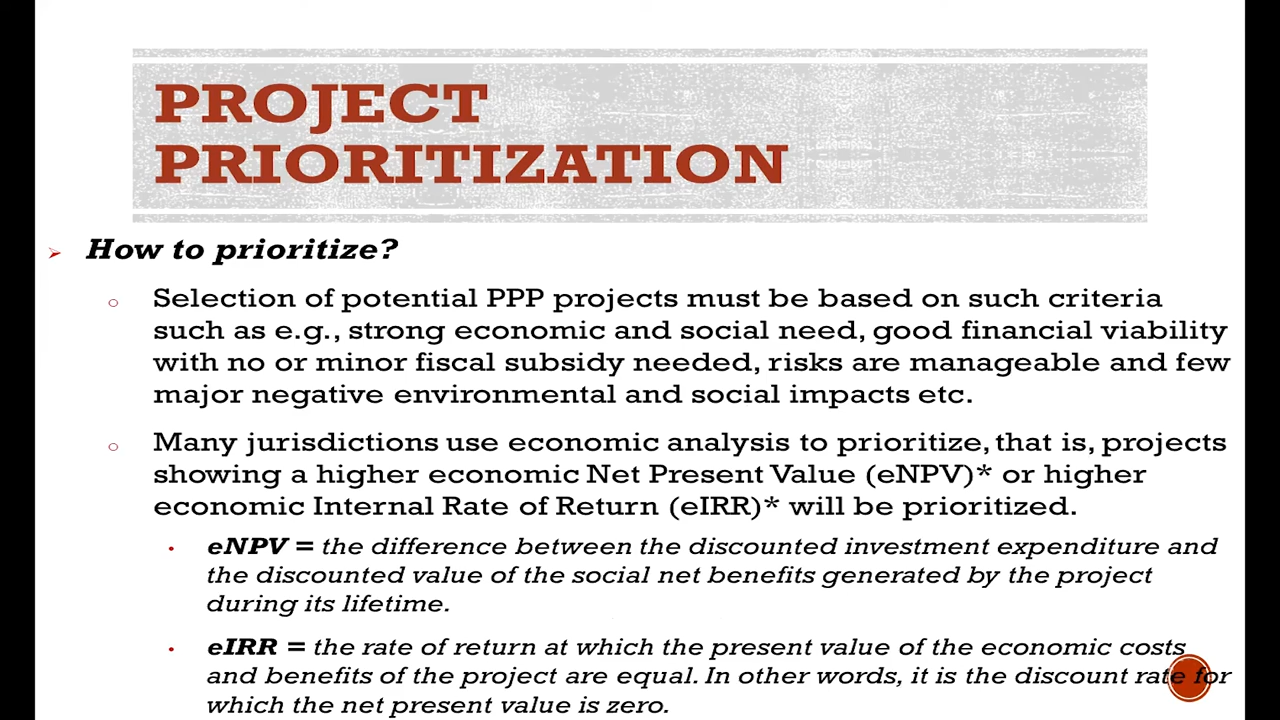 PROJECT
PRIORITIZATION
How to prioritize?
Selection of potential PPP projects must be based on such criteria
such as e.g., strong economic and social need, good financial viability
with no or minor fiscal subsidy needed, risks are manageable and few
major negative environmental and social impacts etc.
Many jurisdictions use economic analysis to prioritize, that is, projects
showing a higher economic Net Present Value (eNPV)* or higher
economic Internal Rate of Return (eIRR)* will be prioritized.
eNPV = the difference between the discounted investment expenditure and
the discounted value of the social net benefits generated by the project
during its lifetime.
eIRR = the rate of return at which the present value of the economic costs
and benefits of the project are equal. In other words, it is the discount rate for
which the net present value is zero.